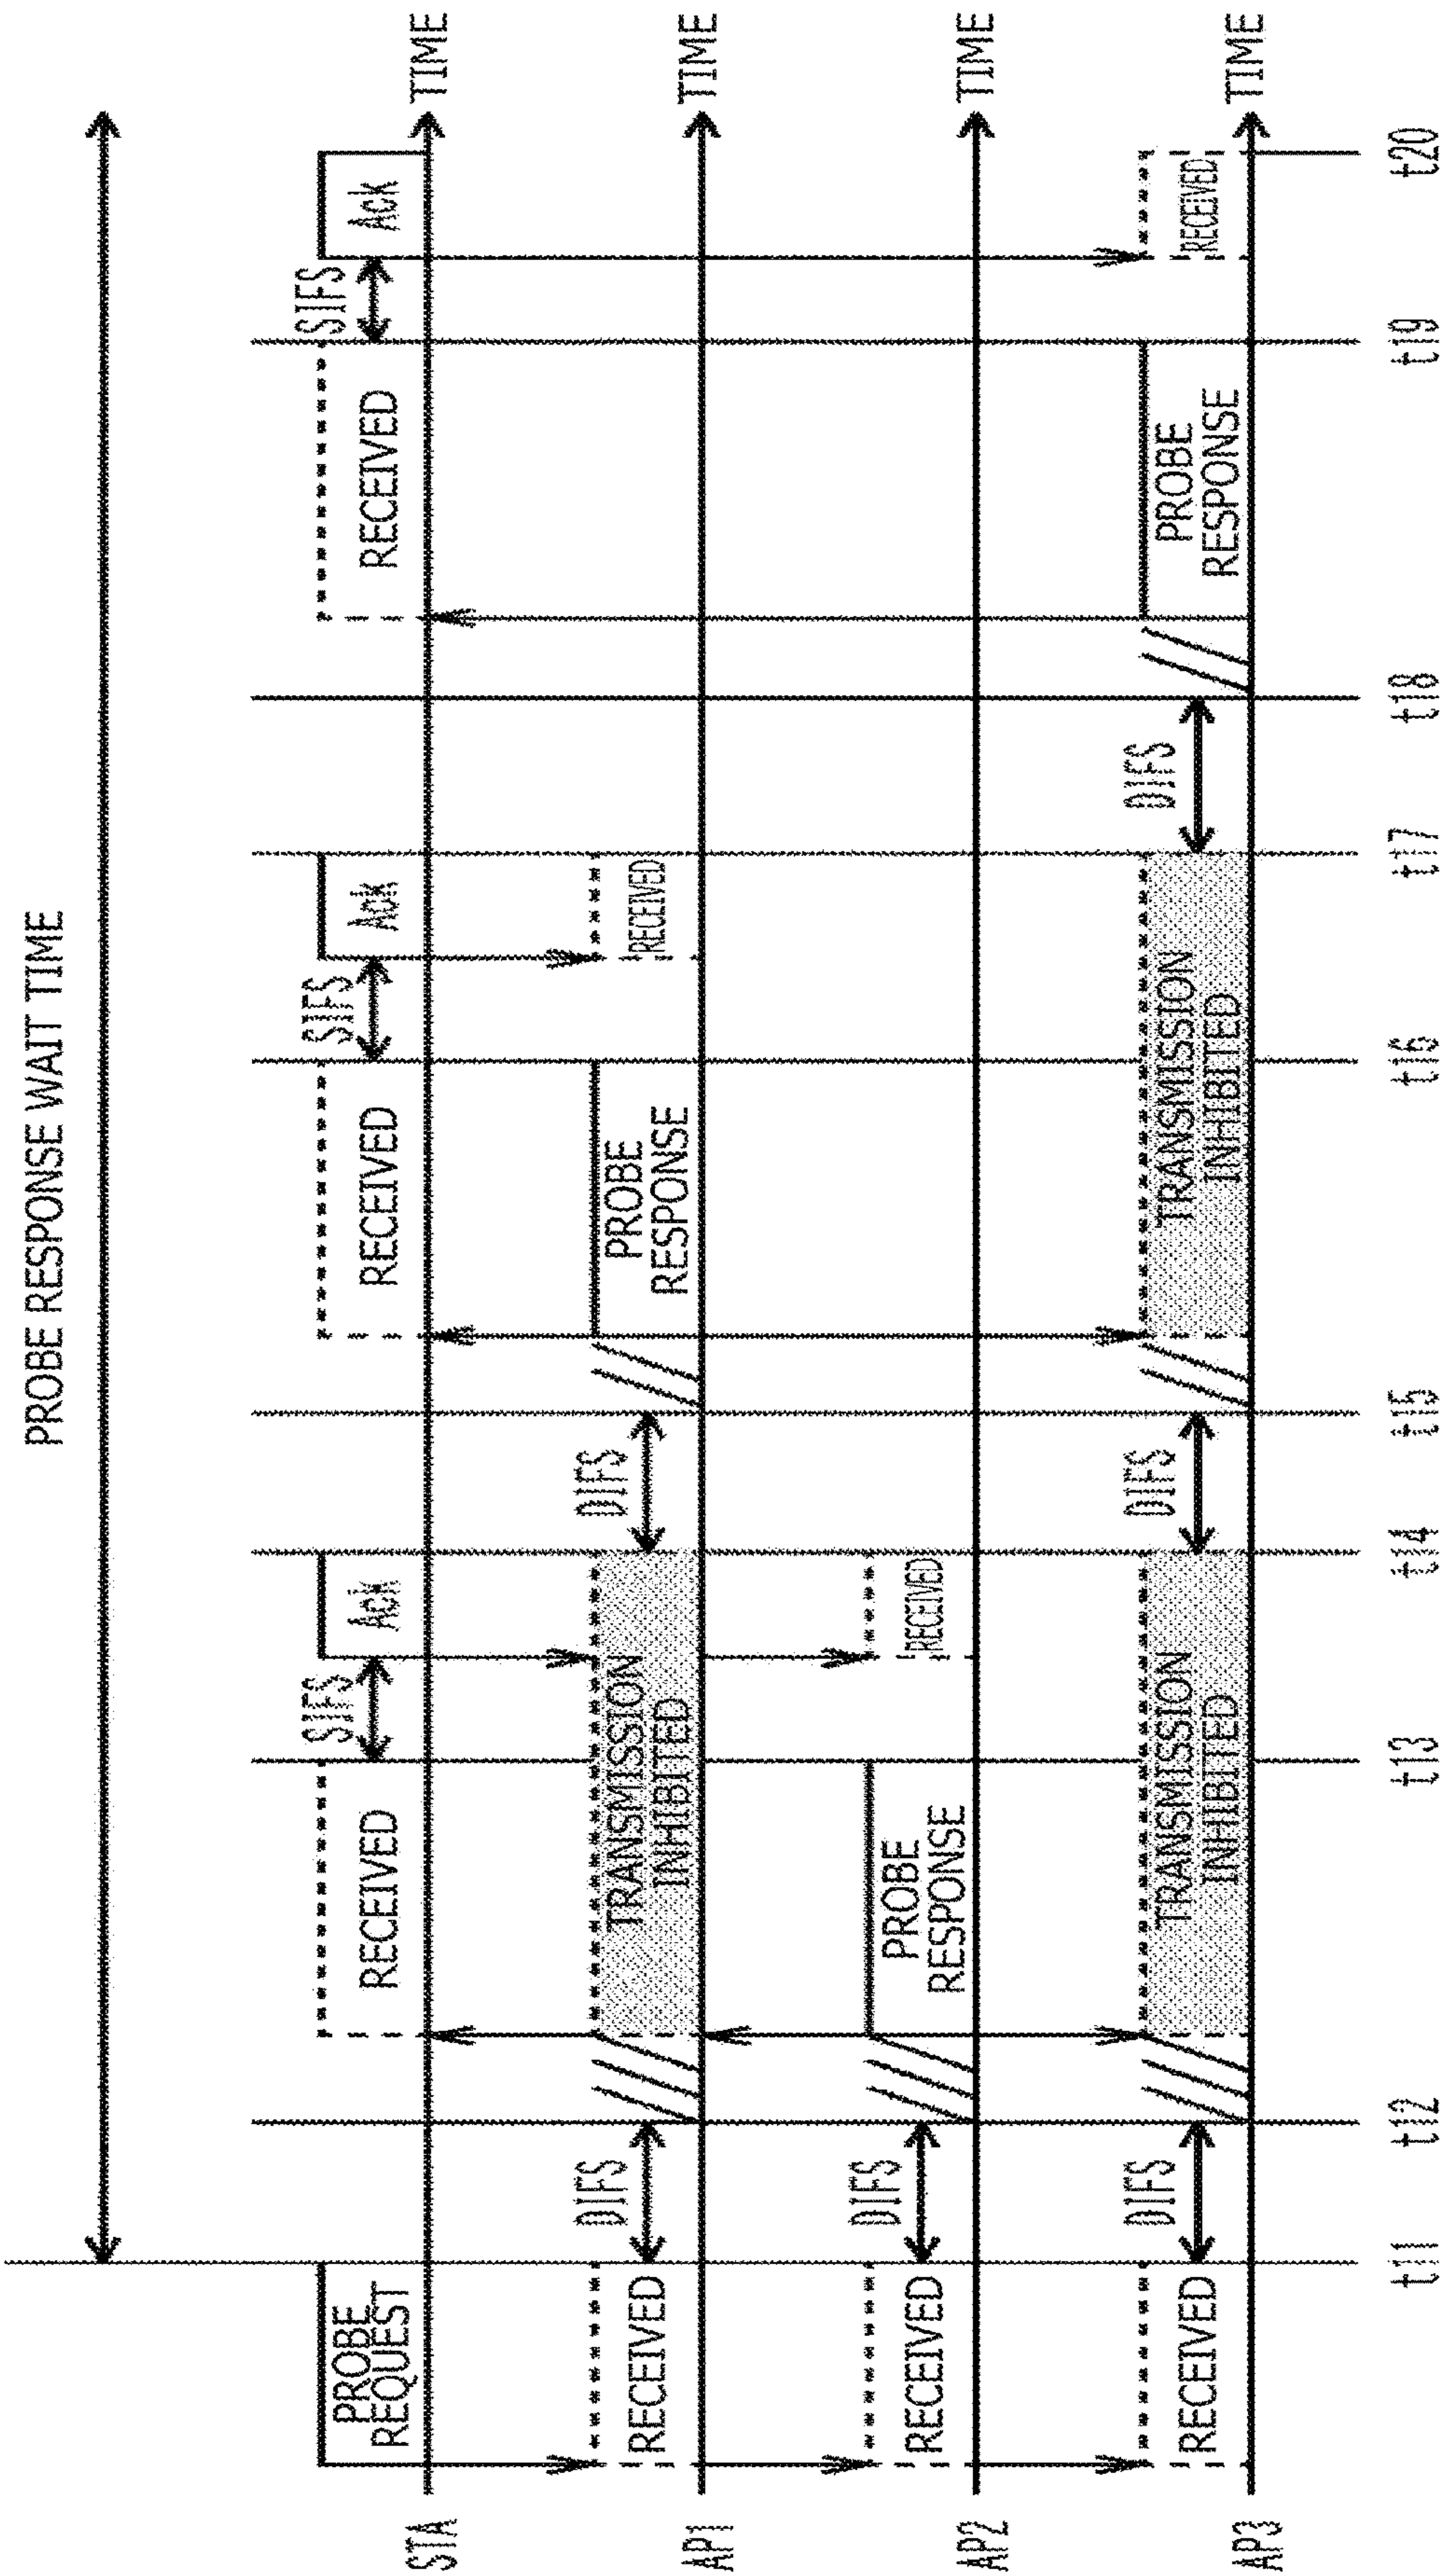 PROBE RESPONSE WAIT TIME
STA
PROBE
REQUEST
RECEIVED
SIFS
Ack
RECEIVED
SIFS
Ack
RECEIVED
SIFS
Ack
TIME
AP1
RECEIVED
DIFS
TRANSMISSION
INHIBITED
DIFS
PROBE
RESPONSE
RECEIVED
TIME
AP2
RECEIVED
DIFS
PROBE
RESPONSE
RECEIVED
TIME
AP3
RECEIVED
DIFS
TRANSMISSION
INHIBITED
DIFS
TRANSMISSION
INHIBITED
DIFS
PROBE
RESPONSE
RECEIVED
TIME
t11 t12 t13 t14 t15 t16 t17 t18 t19 t20